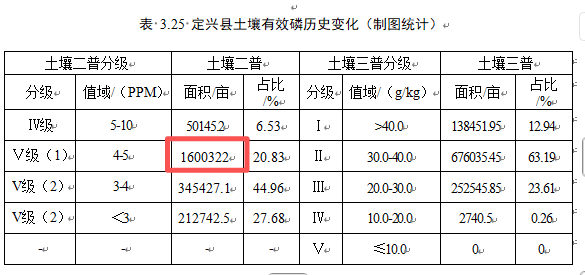 表 3.25 定兴县土壤有效磷历史变化（制图统计）
土壤二普分级 土壤二普 土壤三普分级 土壤三普
分级 值域/（PPM） 面积/亩 占比/% 分级 值域/（g/kg） 面积/亩 占比/%
Ⅳ级 5-10 50145.2 6.53 Ⅰ >40.0 138451.95 12.94
Ⅴ级（1） 4-5 1600322 20.83 Ⅱ 30.0-40.0 676035.45 63.19
Ⅴ级（2） 3-4 345427.1 44.96 Ⅲ 20.0-30.0 252545.85 23.61
Ⅴ级（2） <3 212742.5 27.68 Ⅳ 10.0-20.0 2740.5 0.26
- - - - Ⅴ ≤10.0 0 0